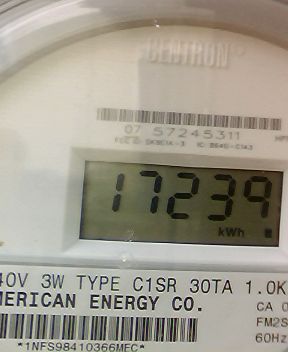 CENTRON
07 57245311
17239
kWh
40V 3W TYPE C1SR 30TA 1.0K
MERICAN ENERGY CO.
CA 0
FM2S
60Hz
*1NFS98410366MEC*